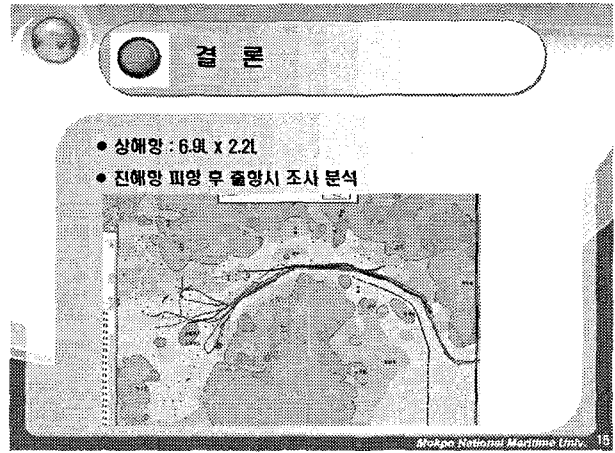 결 론
● 상해항 : 6.9L x 2.2L
● 진해항 피항 후 출항시 조사 분석
Mokpo National Maritime Univ.
15